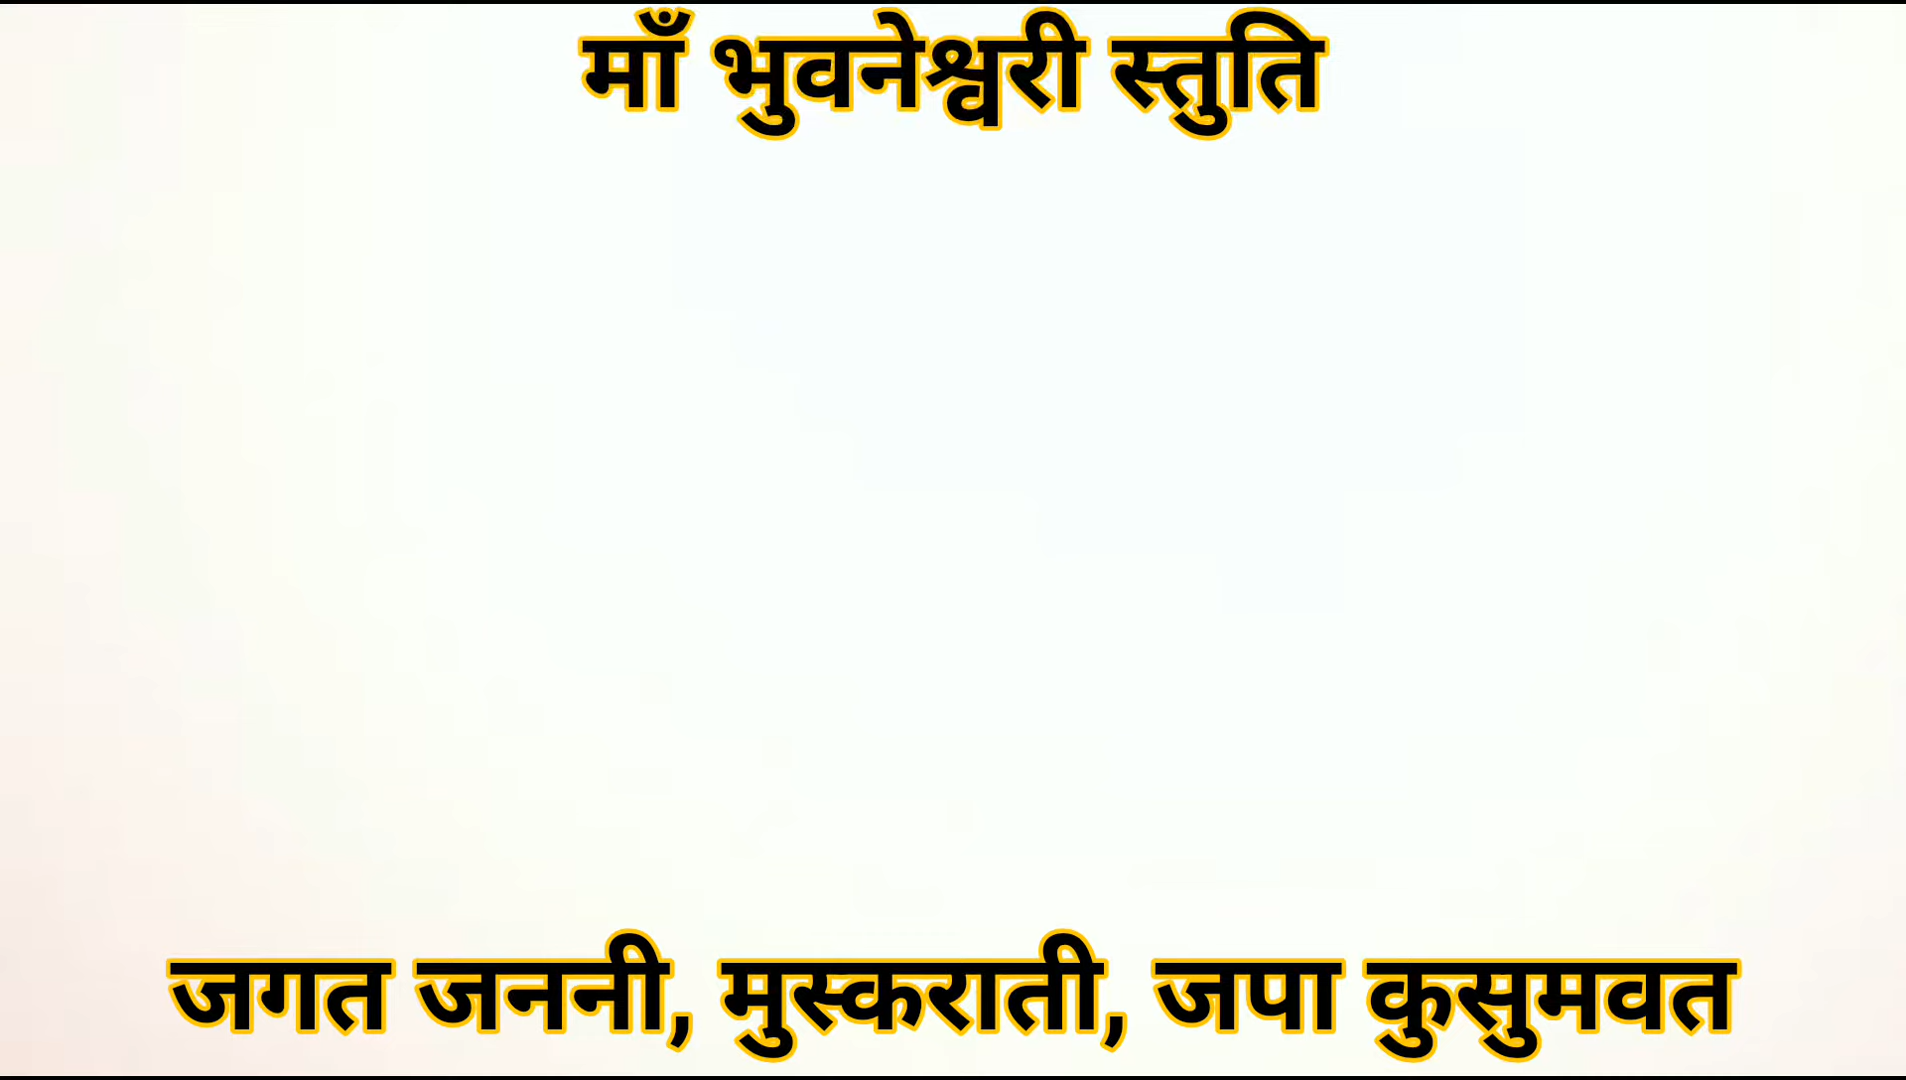 माँ भुवनेश्वरी स्तुति
जगत जननी, मुस्कराती, जपा कुसुमवत